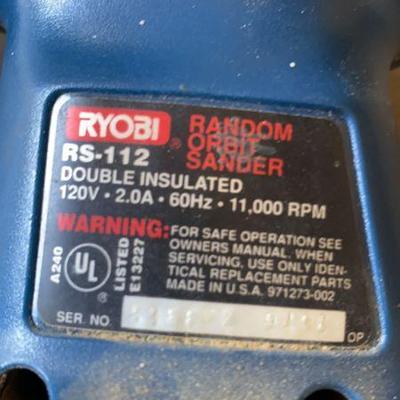 RYOBI®
RANDOM
ORBIT
SANDER
RS-112
DOUBLE INSULATED
120V • 2.0A • 60Hz • 11,000 RPM
WARNING: FOR SAFE OPERATION SEE
OWNERS MANUAL. WHEN
SERVICING, USE ONLY IDEN-
TICAL REPLACEMENT PARTS
MADE IN U.S.A. 971273-002
A240
UL
LISTED
E13227
SER. NO.
OP